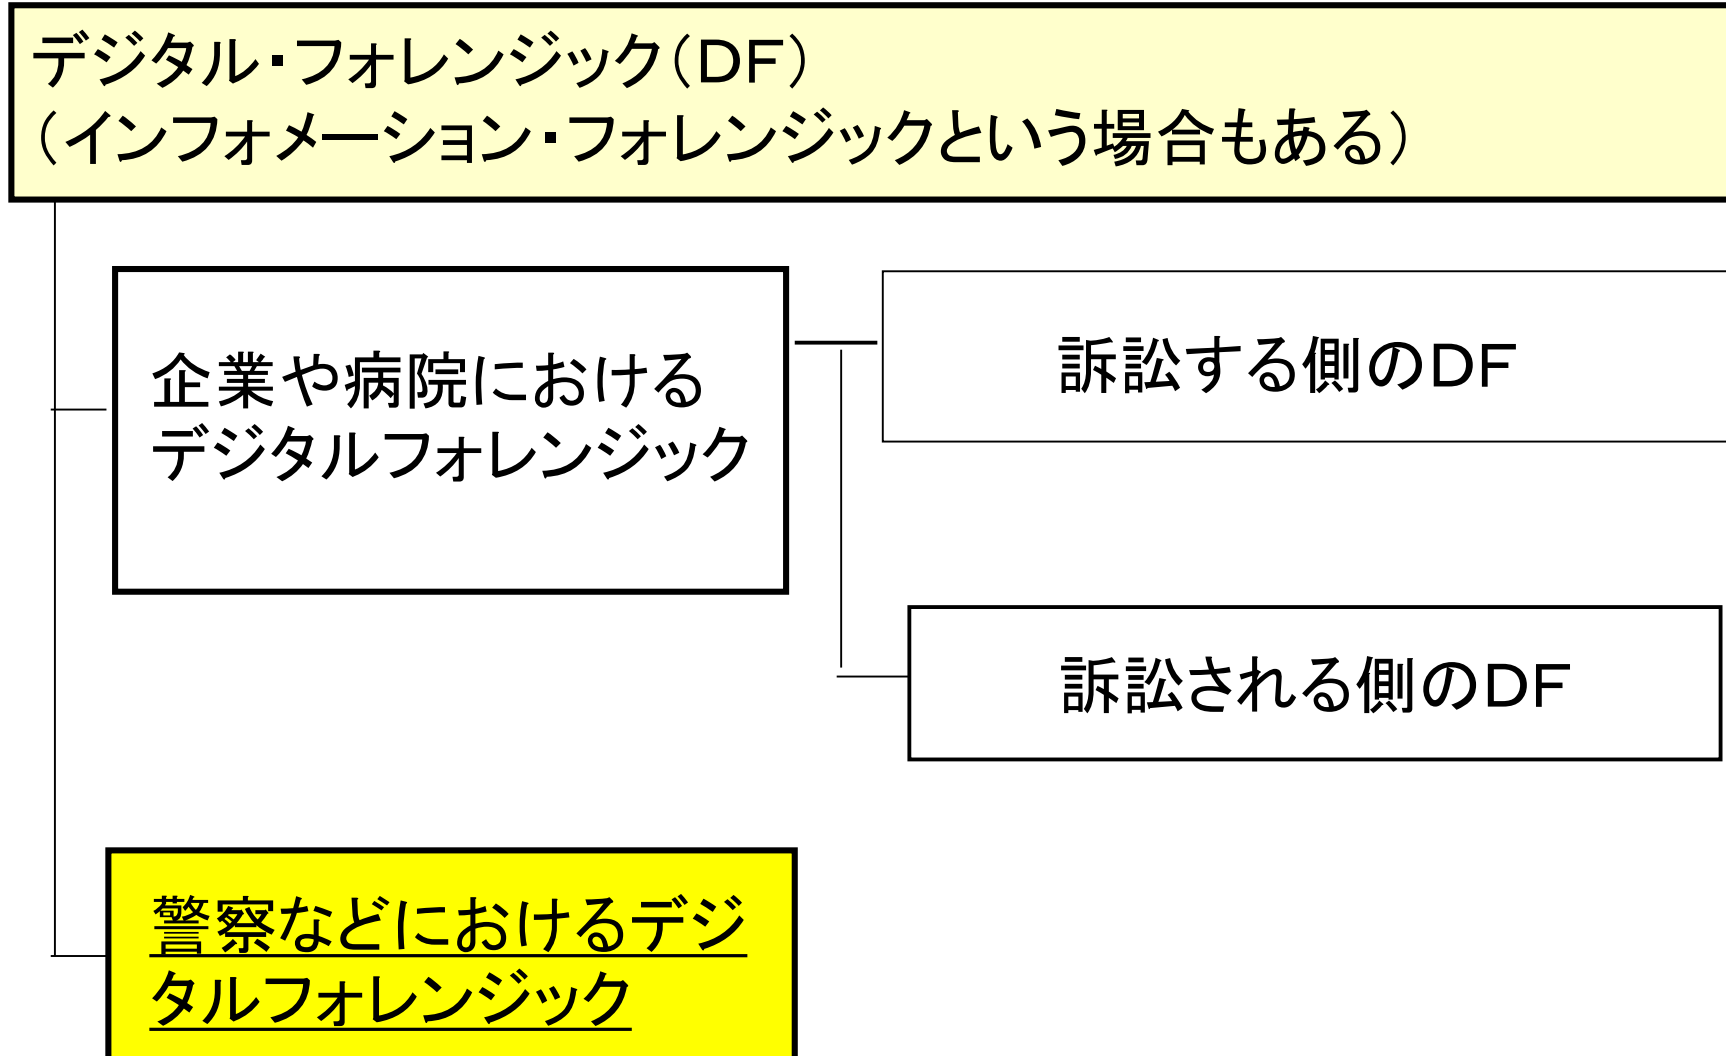 デジタル・フォレンジック(DF)
(インフォメーション・フォレンジックという場合もある)
企業や病院における
デジタルフォレンジック
訴訟する側のDF
訴訟される側のDF
警察などにおけるデジ
タルフォレンジック